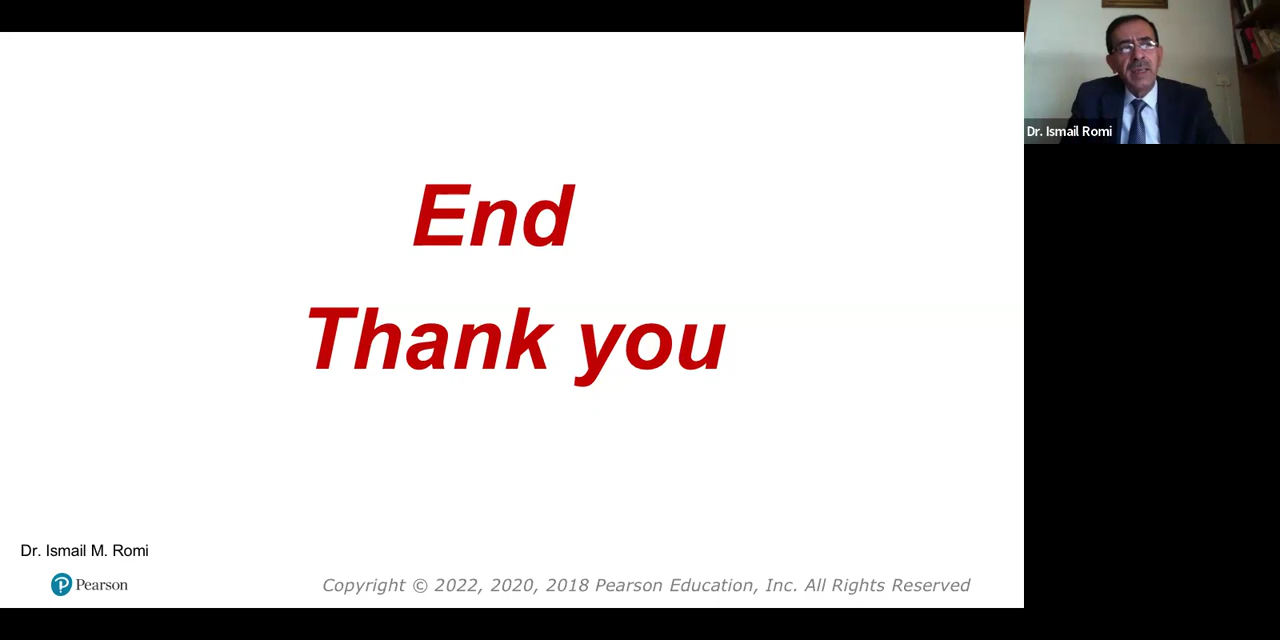 End
Thank you
Dr. Ismail M. Romi
Pearson
Copyright © 2022, 2020, 2018 Pearson Education, Inc. All Rights Reserved
Dr. Ismail Romi